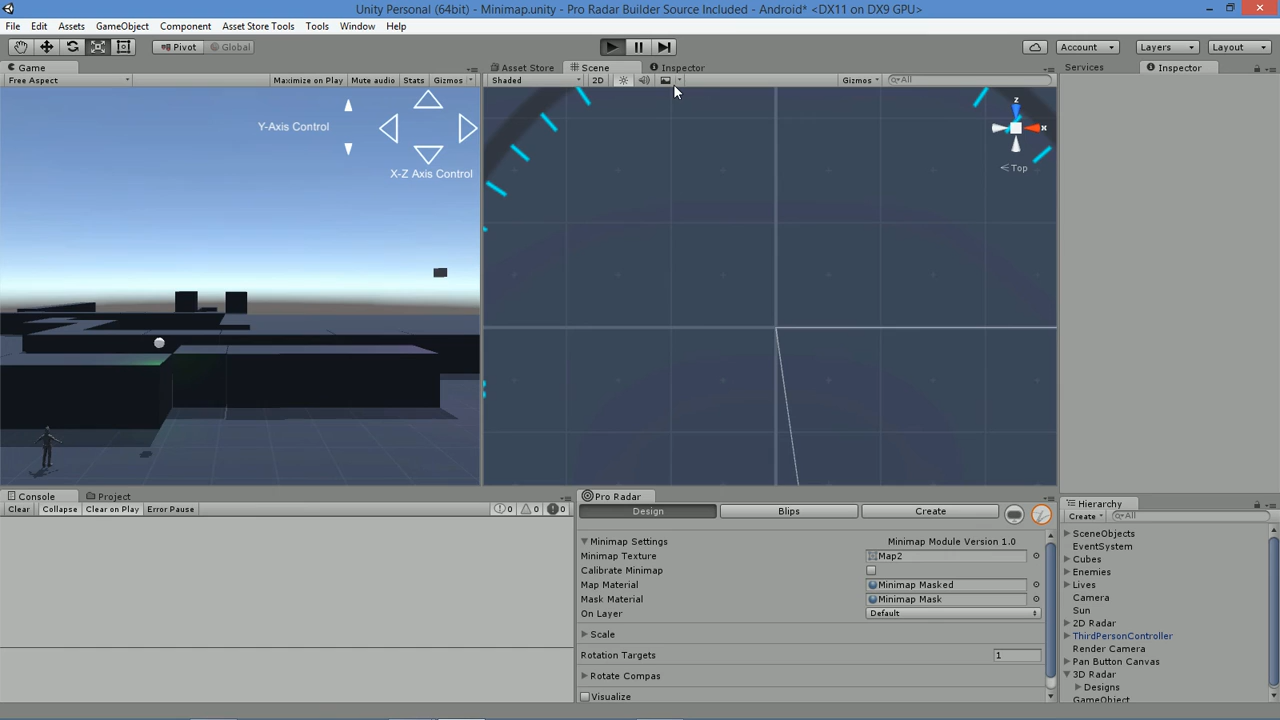 Unity Personal (64bit) - Minimap.unity - Pro Radar Builder Source Included - Android* <DX11 on DX9 GPU>
File Edit Assets GameObject Component Asset Store Tools Tools Window Help
Pivot Global Account Layers Layout
Game Asset Store Scene Inspector Services Inspector
Free Aspect Maximize on Play Mute audio Stats Gizmos Shaded 2D Gizmos All
Y-Axis Control
X-Z Axis Control
z
x
Top
Console Project Pro Radar Hierarchy
Clear Collapse Clear on Play Error Pause 0 0 0
Design Blips Create
Create All
Minimap Settings Minimap Module Version 1.0
Minimap Texture Map2
Calibrate Minimap
Map Material Minimap Masked
Mask Material Minimap Mask
On Layer Default
Scale
Rotation Targets 1
Rotate Compas
Visualize
SceneObjects
EventSystem
Cubes
Enemies
Lives
Camera
Sun
2D Radar
ThirdPersonController
Render Camera
Pan Button Canvas
3D Radar
Designs
GameObject